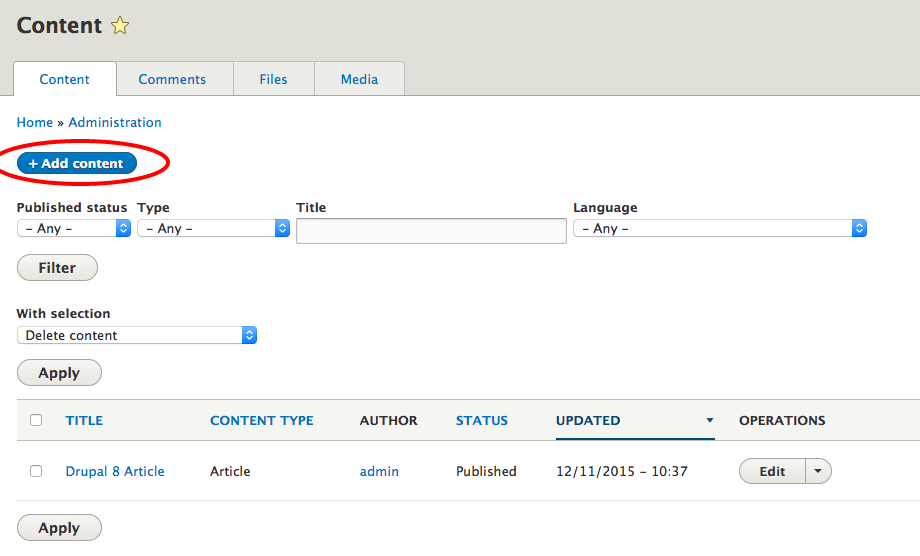 Content
Content Comments Files Media
Home » Administration
+ Add content
Published status Type Title Language
- Any - - Any - - Any -
Filter
With selection
Delete content
Apply
TITLE CONTENT TYPE AUTHOR STATUS UPDATED OPERATIONS
Drupal 8 Article Article admin Published 12/11/2015 - 10:37 Edit
Apply